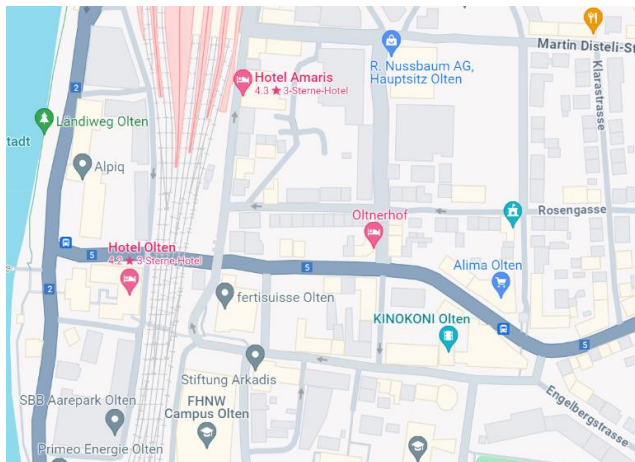 Martin Disteli-St
R. Nussbaum AG,
Hauptsitz Olten
Klarastrasse
Hotel Amaris
4.3 ★ 3-Sterne-Hotel
2
Ländiweg Olten
stadt
Alpiq
Oltnerhof
Rosengasse
Hotel Olten
4.2 ★ 3-Sterne-Hotel
5
5
Alima Olten
2
fertisuisse Olten
KINOKONI Olten
5
Stiftung Arkadis
FHNW
Campus Olten
SBB Aarepark Olten
Engelbergstrasse
Primeo Energie Olten